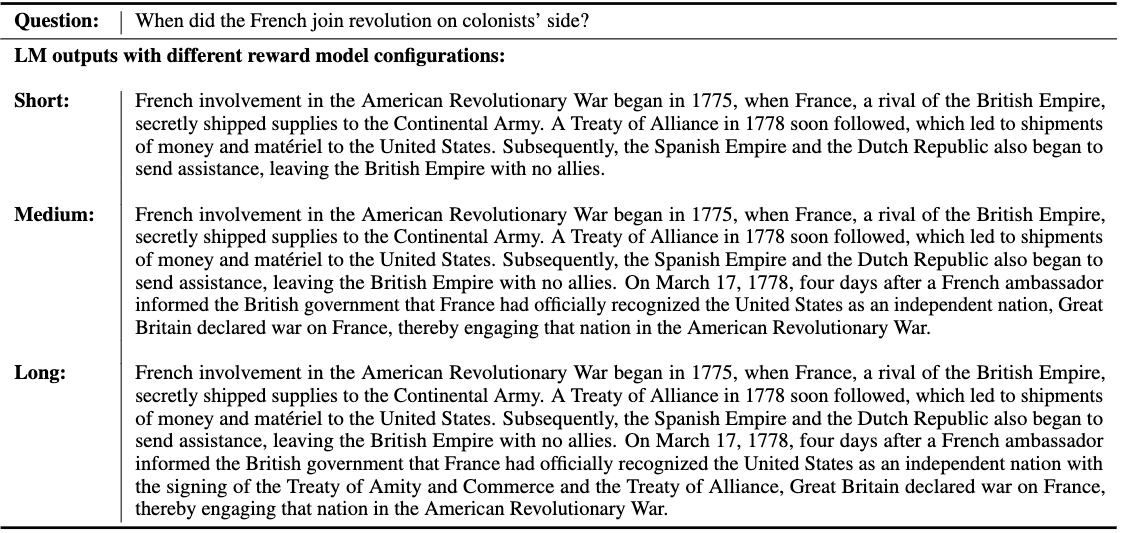 Question: When did the French join revolution on colonists’ side?
LM outputs with different reward model configurations:
Short: French involvement in the American Revolutionary War began in 1775, when France, a rival of the British Empire,
secretly shipped supplies to the Continental Army. A Treaty of Alliance in 1778 soon followed, which led to shipments
of money and matériel to the United States. Subsequently, the Spanish Empire and the Dutch Republic also began to
send assistance, leaving the British Empire with no allies.
Medium: French involvement in the American Revolutionary War began in 1775, when France, a rival of the British Empire,
secretly shipped supplies to the Continental Army. A Treaty of Alliance in 1778 soon followed, which led to shipments
of money and matériel to the United States. Subsequently, the Spanish Empire and the Dutch Republic also began to
send assistance, leaving the British Empire with no allies. On March 17, 1778, four days after a French ambassador
informed the British government that France had officially recognized the United States as an independent nation, Great
Britain declared war on France, thereby engaging that nation in the American Revolutionary War.
Long: French involvement in the American Revolutionary War began in 1775, when France, a rival of the British Empire,
secretly shipped supplies to the Continental Army. A Treaty of Alliance in 1778 soon followed, which led to shipments
of money and matériel to the United States. Subsequently, the Spanish Empire and the Dutch Republic also began to
send assistance, leaving the British Empire with no allies. On March 17, 1778, four days after a French ambassador
informed the British government that France had officially recognized the United States as an independent nation with
the signing of the Treaty of Amity and Commerce and the Treaty of Alliance, Great Britain declared war on France,
thereby engaging that nation in the American Revolutionary War.